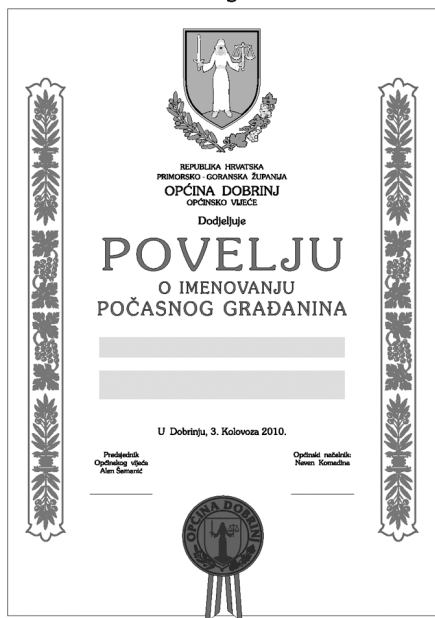 REPUBLIKA HRVATSKA
PRIMORSKO - GORANSKA ŽUPANIJA
OPĆINA DOBRINJ
OPĆINSKO VIJEĆE
Dodjeljuje
POVELJU
O IMENOVANJU
POČASNOG GRAĐANINA
U Dobrinju, 3. Kolovoza 2010.
Predsjednik
Općinskog vijeća
Alen Šamanić
Općinski načelnik:
Neven Komadina
OPĆINA DOBRINJ